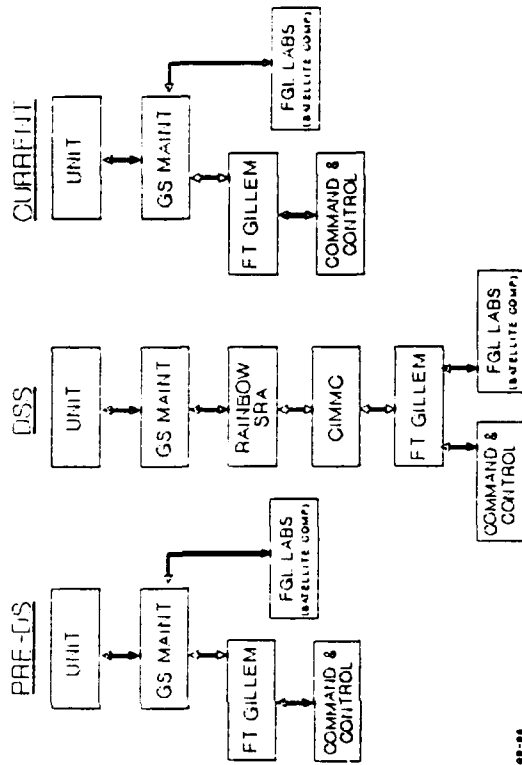 PRE-DS
UNIT
GS MAINT
FT GILLEM
COMMAND &
CONTROL
FGL LABS
(SATELLITE COMP)
DSS
UNIT
GS MAINT
RAINBOW
SRA
CIMMC
FT GILLEM
COMMAND &
CONTROL
FGL LABS
(SATELLITE COMP)
CURRENT
UNIT
GS MAINT
FT GILLEM
COMMAND &
CONTROL
FGL LABS
(SATELLITE COMP)